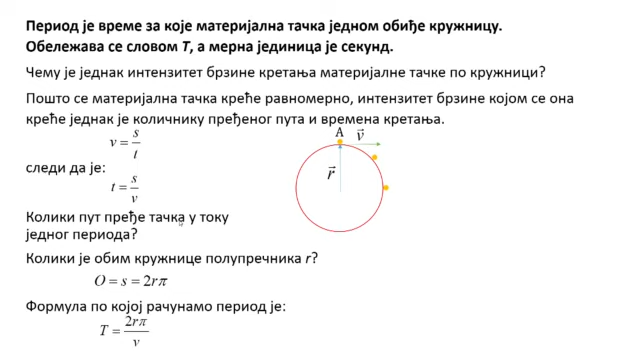 Период је време за које материјална тачка једном обиђе кружницу.
Обележава се словом T, а мерна јединица је секунд.
Чему је једнак интензитет брзине кретања материјалне тачке по кружници?
Пошто се материјална тачка креће равномерно, интензитет брзине којом се она
креће једнак је количнику пређеног пута и времена кретања.
v = s/t
A
v⃗
следи да је:
r⃗
t = s/v
Колики пут пређе тачка у току
једног периода?
Колики је обим кружнице полупречника r?
O = s = 2rπ
Формула по којој рачунамо период је:
T = 2rπ/v